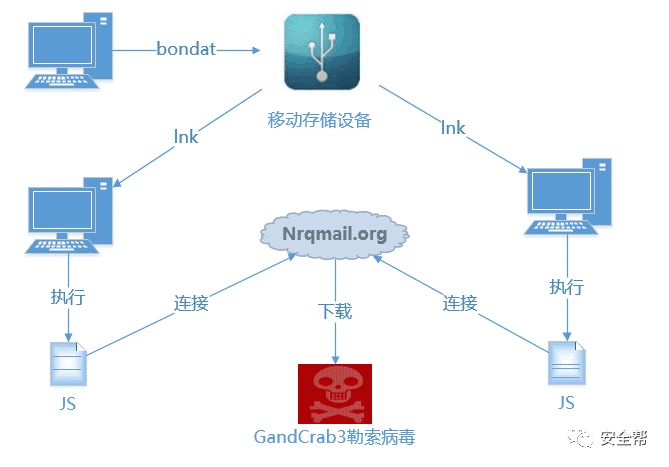 bondat
移动存储设备
lnk
lnk
Nrqmail.org
执行
连接
下载
连接
执行
JS
GandCrab3勒索病毒
JS
安全帮